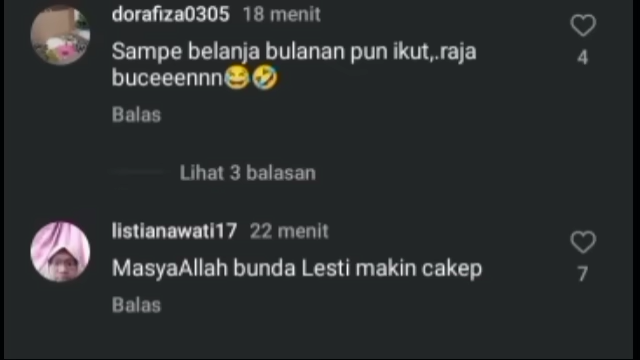 dorafiza0305 18 menit
Sampe belanja bulanan pun ikut,.raja
buceeennn😂🤣
4
Balas
Lihat 3 balasan
listianawati17 22 menit
MasyaAllah bunda Lesti makin cakep
7
Balas